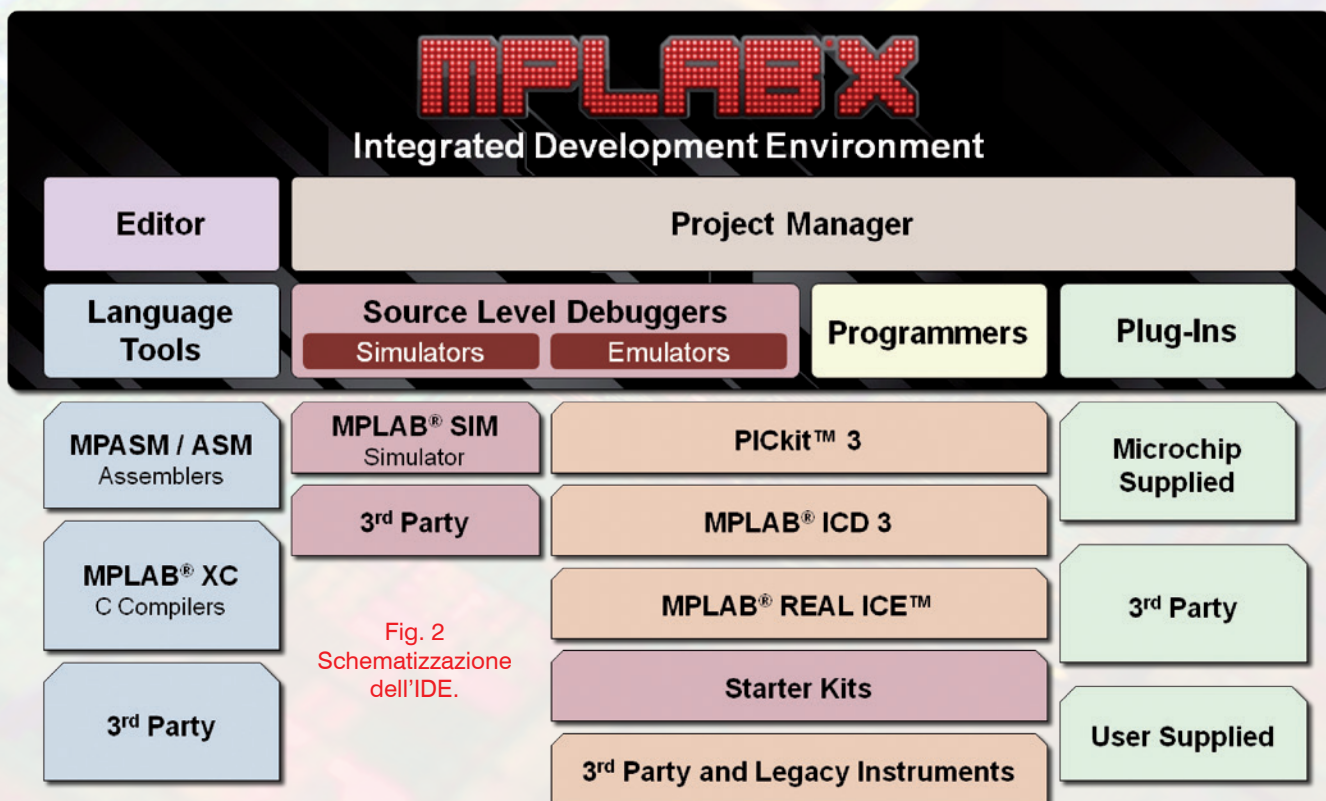 MPLAB® X
Integrated Development Environment
Editor
Project Manager
Language
Tools
Source Level Debuggers
Simulators
Emulators
Programmers
Plug-Ins
MPASM / ASM
Assemblers
MPLAB® XC
C Compilers
3rd Party
MPLAB® SIM
Simulator
3rd Party
Fig. 2
Schematizzazione
dell'IDE.
PICkit™ 3
MPLAB® ICD 3
MPLAB® REAL ICE™
Starter Kits
3rd Party and Legacy Instruments
Microchip
Supplied
3rd Party
User Supplied